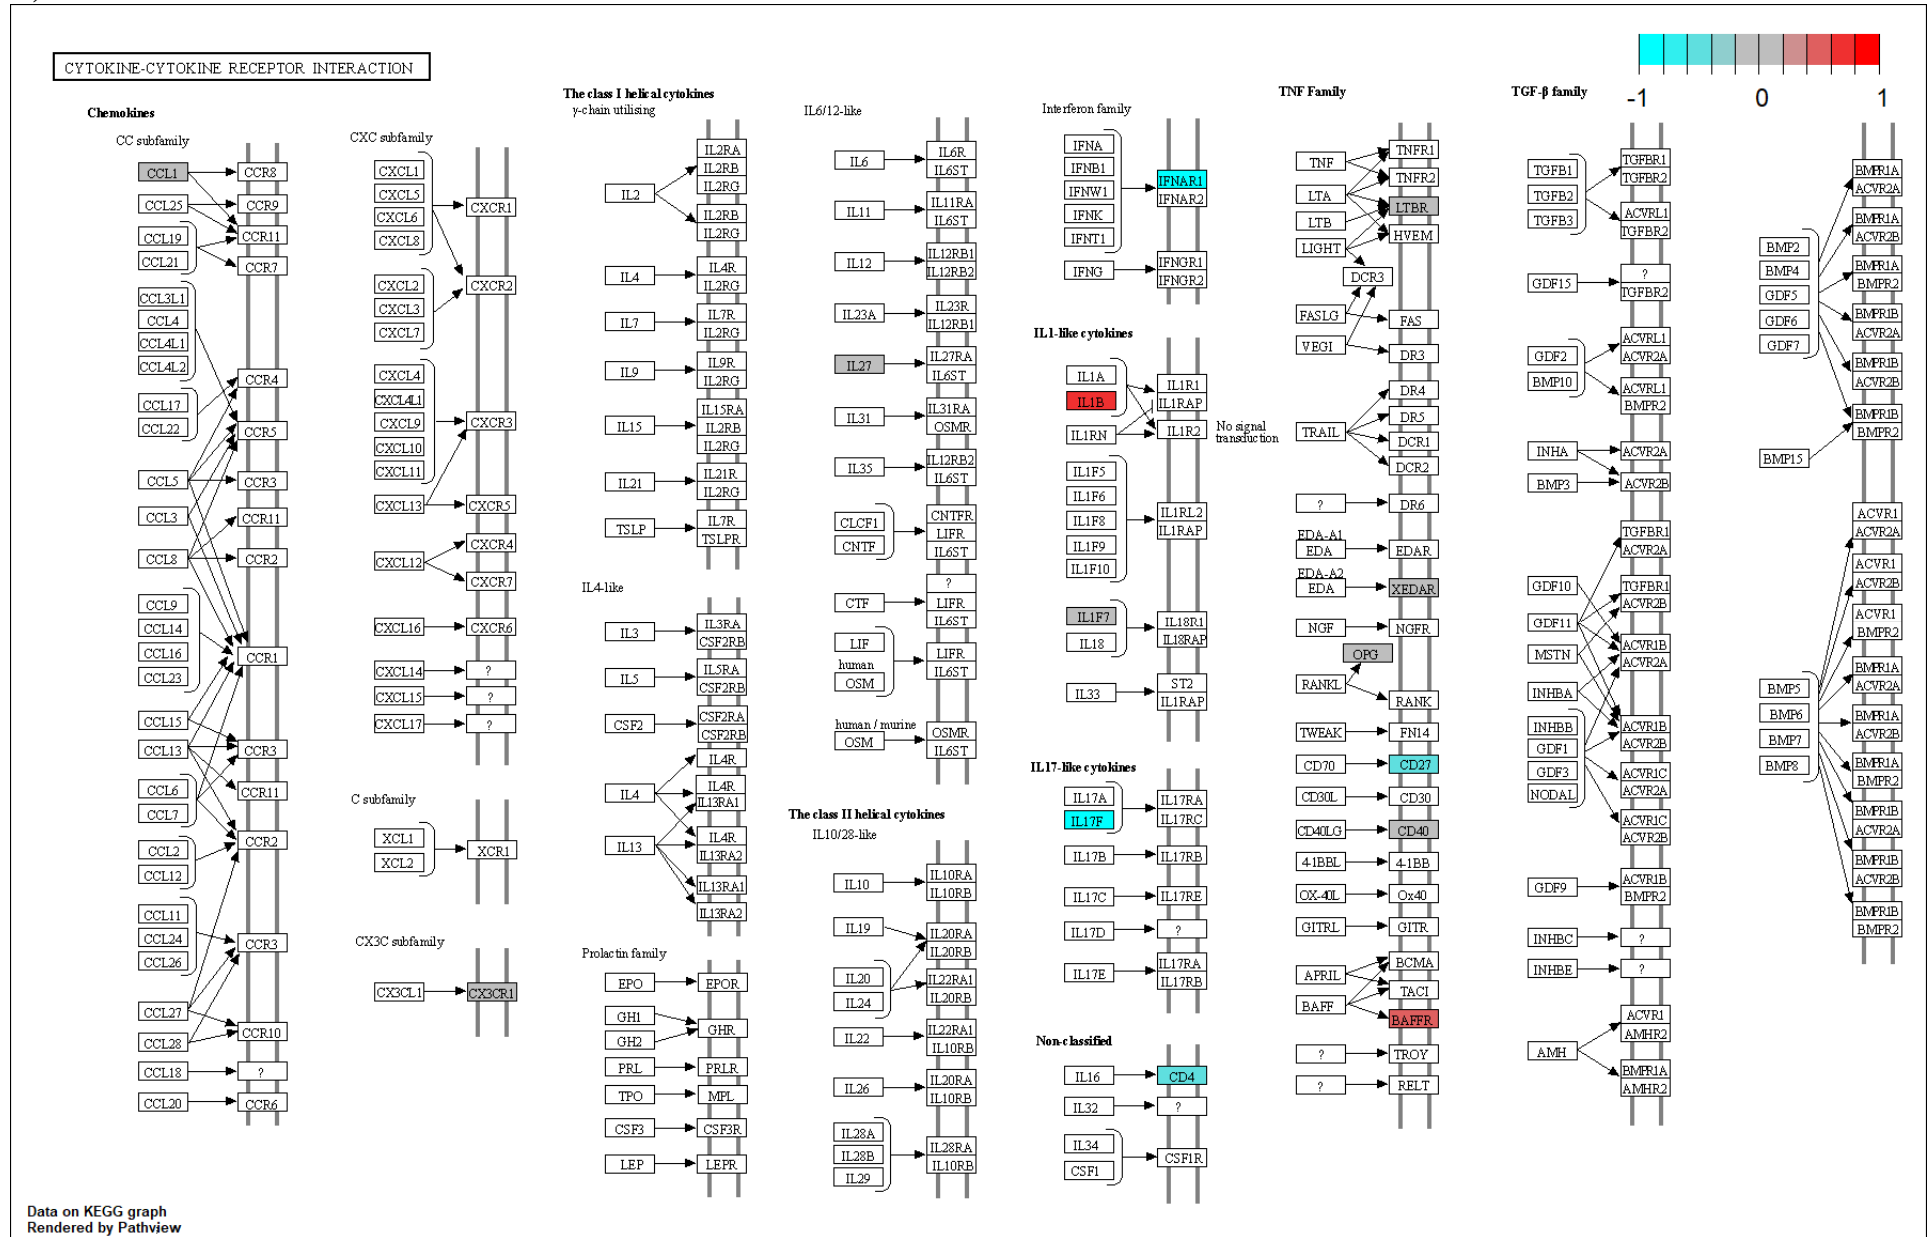 CYTOKINE-CYTOKINE RECEPTOR INTERACTION
-1
0
1
Chemokines
CC subfamily
CCL1
CCR8
CCL25
CCR9
CCL19
CCR11
CCL21
CCR7
CCL3L1
CCL4
CCL4L1
CCL4L2
CCR4
CCL17
CCL22
CCR5
CCL5
CCR3
CCL3
CCR11
CCL8
CCR2
CCL9
CCL14
CCL16
CCL23
CCR1
CCL15
CCL13
CCR3
CCL6
CCL7
CCR11
CCR2
CCL2
CCL12
CCL11
CCL24
CCL26
CCR3
CCL27
CCR10
CCL28
CCL18
?
CCL20
CCR6
CXC subfamily
CXCL1
CXCL5
CXCL6
CXCL8
CXCR1
CXCL2
CXCL3
CXCL7
CXCR2
CXCL4
CXCL4L1
CXCL9
CXCL10
CXCL11
CXCR3
CXCL13
CXCR5
CXCL12
CXCR4
CXCR7
CXCL16
CXCR6
CXCL14
?
CXCL15
?
CXCL17
?
C subfamily
XCL1
XCL2
XCR1
CX3C subfamily
CX3CL1
CX3CR1
The class I helical cytokines
γ-chain utilising
IL2
IL2RA
IL2RB
IL2RG
IL2RB
IL2RG
IL4
IL4R
IL2RG
IL7
IL7R
IL2RG
IL9
IL9R
IL2RG
IL15
IL15RA
IL2RB
IL2RG
IL21
IL21R
IL2RG
TSLP
IL7R
TSLPR
IL4-like
IL3
IL3RA
CSF2RB
IL5
IL5RA
CSF2RB
CSF2
CSF2RA
CSF2RB
IL4
IL4R
IL4R
IL13RA1
IL13
IL4R
IL13RA2
IL13RA1
IL13RA2
Prolactin family
EPO
EPOR
GH1
GH2
GHR
PRL
PRLR
TPO
MPL
CSF3
CSF3R
LEP
LEPR
IL6/12-like
IL6
IL6R
IL6ST
IL11
IL11RA
IL6ST
IL12
IL12RB1
IL12RB2
IL23A
IL23R
IL12RB1
IL27
IL27RA
IL6ST
IL31
IL31RA
OSMR
IL35
IL12RB2
IL6ST
CLCF1
CNTF
CNTFR
LIFR
IL6ST
CTF
?
LIFR
IL6ST
LIF
human
OSM
LIFR
IL6ST
human / murine
OSM
OSMR
IL6ST
The class II helical cytokines
IL10/28-like
IL10
IL10RA
IL10RB
IL19
IL20RA
IL20RB
IL20
IL24
IL22RA1
IL20RB
IL22
IL22RA1
IL10RB
IL26
IL20RA
IL10RB
IL28A
IL28B
IL29
IL28RA
IL10RB
Interferon family
IFNA
IFNB1
IFNW1
IFNK
IFNT1
IFNAR1
IFNAR2
IFNG
IFNGR1
IFNGR2
IL1-like cytokines
IL1A
IL1B
IL1RN
IL1R1
IL1RAP
IL1R2
No signal
transduction
IL1F5
IL1F6
IL1F8
IL1F9
IL1F10
IL1RL2
IL1RAP
IL1F7
IL18
IL18R1
IL18RAP
IL33
ST2
IL1RAP
IL17-like cytokines
IL17A
IL17F
IL17RA
IL17RC
IL17B
IL17RB
IL17C
IL17RE
IL17D
?
IL17E
IL17RA
IL17RB
Non-classified
IL16
CD4
IL32
?
IL34
CSF1
CSF1R
TNF Family
TNF
TNFR1
TNFR2
LTA
LTB
LTBR
LIGHT
HVEM
DCR3
FASLG
FAS
VEGI
DR3
TRAIL
DR4
DR5
DCR1
DCR2
?
DR6
EDA-A1
EDA
EDAR
EDA-A2
EDA
XEDAR
NGF
NGFR
OPG
RANKL
RANK
TWEAK
FN14
CD70
CD27
CD30L
CD30
CD40LG
CD40
4-1BBL
4-1BB
OX-40L
Ox40
GITRL
GITR
APRIL
BCMA
TACI
BAFF
BAFFR
?
TROY
?
RELT
TGF-β family
TGFB1
TGFB2
TGFB3
TGFBR1
TGFBR2
ACVRL1
TGFBR2
GDF15
?
TGFBR2
GDF2
BMP10
ACVRL1
ACVR2A
ACVRL1
BMPR2
INHA
ACVR2A
BMP3
ACVR2B
TGFBR1
ACVR2A
GDF10
TGFBR1
ACVR2B
GDF11
MSTN
ACVR1B
ACVR2A
INHBA
INHBB
GDF1
GDF3
NODAL
ACVR1B
ACVR2B
ACVR1C
ACVR2A
ACVR1C
ACVR2B
GDF9
ACVR1B
BMPR2
INHBC
?
INHBE
?
AMH
ACVR1
AMHR2
BMPR1A
AMHR2
BMP2
BMP4
GDF5
GDF6
GDF7
BMPR1A
ACVR2A
BMPR1A
ACVR2B
BMPR1A
BMPR2
BMPR1B
ACVR2A
BMPR1B
ACVR2B
BMPR1B
BMPR2
BMP15
ACVR1
ACVR2A
ACVR1
ACVR2B
ACVR1
BMPR2
BMP5
BMP6
BMP7
BMP8
BMPR1A
ACVR2A
BMPR1A
ACVR2B
BMPR1A
BMPR2
BMPR1B
ACVR2A
BMPR1B
ACVR2B
BMPR1B
BMPR2
Data on KEGG graph
Rendered by Pathview